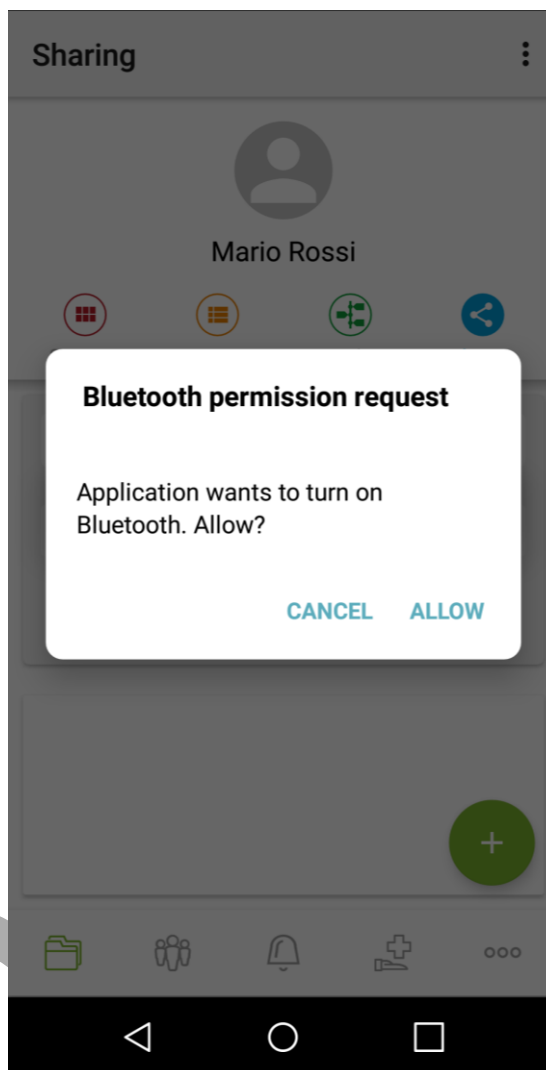 Sharing
Mario Rossi
Bluetooth permission request
Application wants to turn on
Bluetooth. Allow?
CANCEL ALLOW